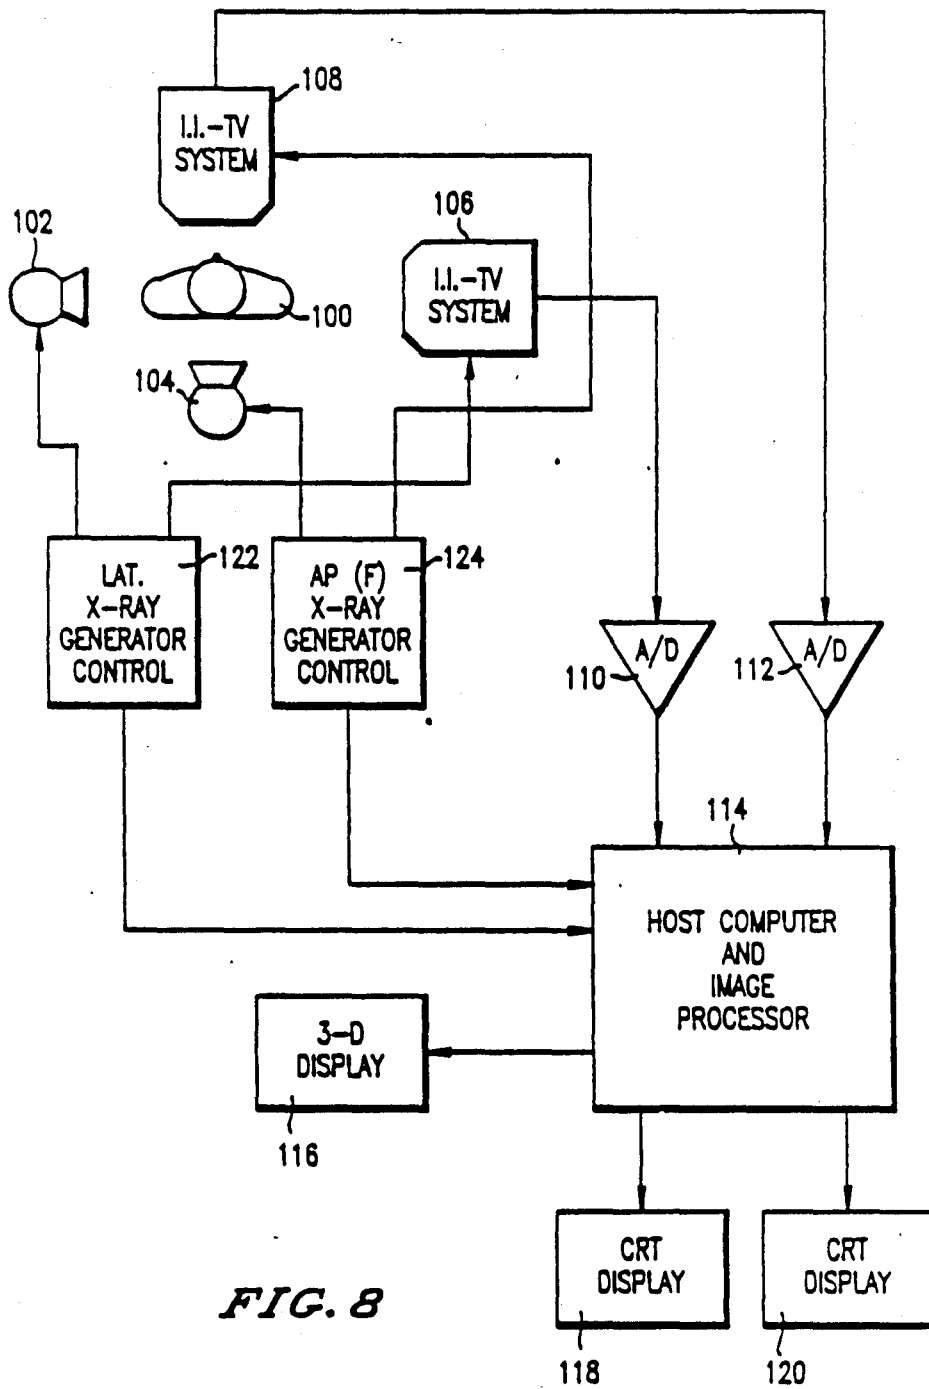 108
I.I.-TV
SYSTEM
102
106
I.I.-TV
SYSTEM
100
104
LAT.
X-RAY
GENERATOR
CONTROL
122
AP (F)
X-RAY
GENERATOR
CONTROL
124
A/D
110
A/D
112
114
HOST COMPUTER
AND
IMAGE
PROCESSOR
3-D
DISPLAY
116
CRT
DISPLAY
118
CRT
DISPLAY
120
FIG. 8